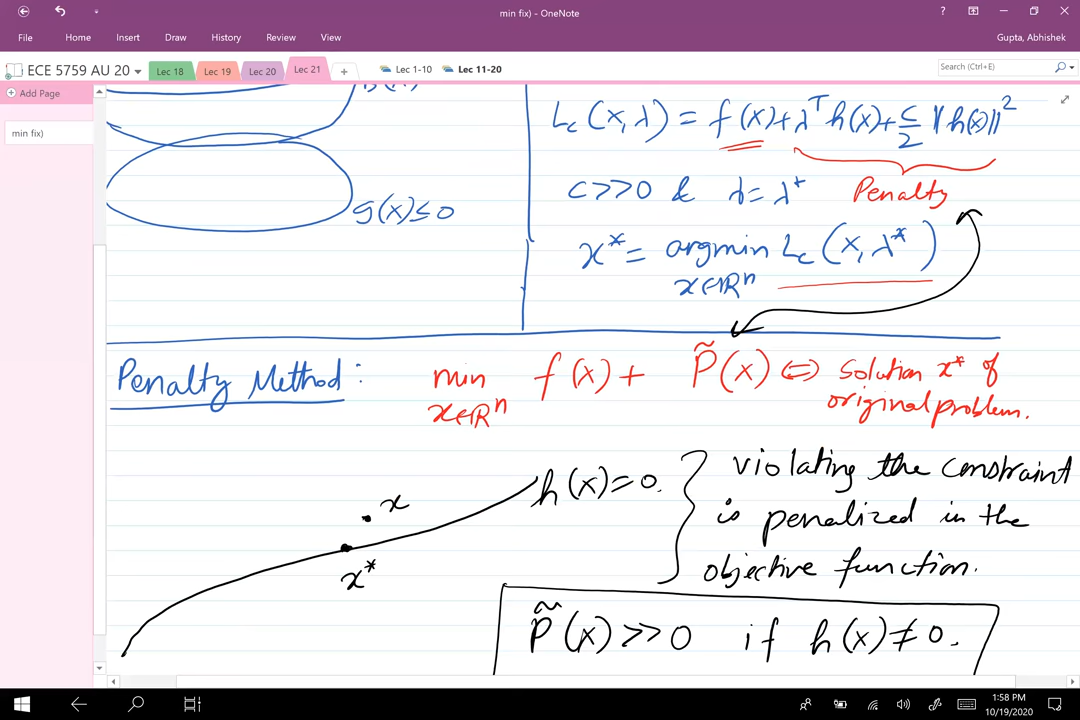 min fix) - OneNote
?
Gupta, Abhishek
File Home Insert Draw History Review View
ECE 5759 AU 20 Lec 18 Lec 19 Lec 20 Lec 21 + Lec 1-10 Lec 11-20
Search (Ctrl+E)
Add Page
min fix)
g(x) ≤ 0
L_c (x, λ) = f(x) + λ^T h(x) + c/2 ||h(x)||^2
Penalty
c >> 0 & λ = λ*
x* = argmin L_c (x, λ*)
x∈R^n
Penalty Method:
min f(x) + P̃(x) ⇔ Solution x* of
x∈R^n original problem.
x
x*
h(x) = 0.
violating the constraint
is penalized in the
objective function.
P̃(x) >> 0 if h(x) ≠ 0.
1:58 PM
10/19/2020